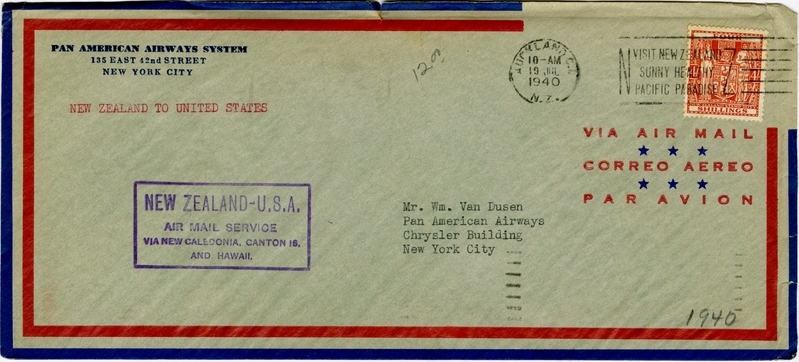 PAN AMERICAN AIRWAYS SYSTEM
135 EAST 42nd STREET
NEW YORK CITY
NEW ZEALAND TO UNITED STATES
AUCKLAND C.1
10-AM
19 JUL
1940
N.Z.
VISIT NEW ZEALAND
SUNNY HEALTHY
PACIFIC PARADISE
FOUR
SHILLINGS
VIA AIR MAIL
CORREO AEREO
PAR AVION
NEW ZEALAND-U.S.A.
AIR MAIL SERVICE
VIA NEW CALEDONIA, CANTON IS,
AND HAWAII.
Mr. Wm. Van Dusen
Pan American Airways
Chrysler Building
New York City
1940